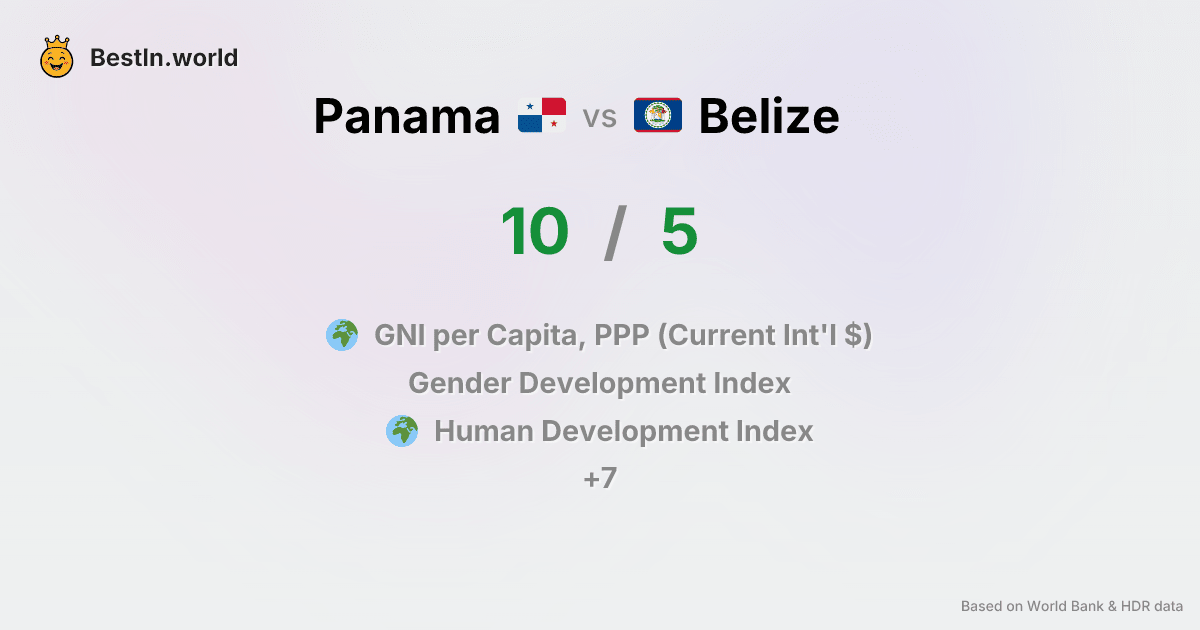 BestIn.world
Panama vs Belize
10 / 5
GNI per Capita, PPP (Current Int'l $)
Gender Development Index
Human Development Index
+7
Based on World Bank & HDR data